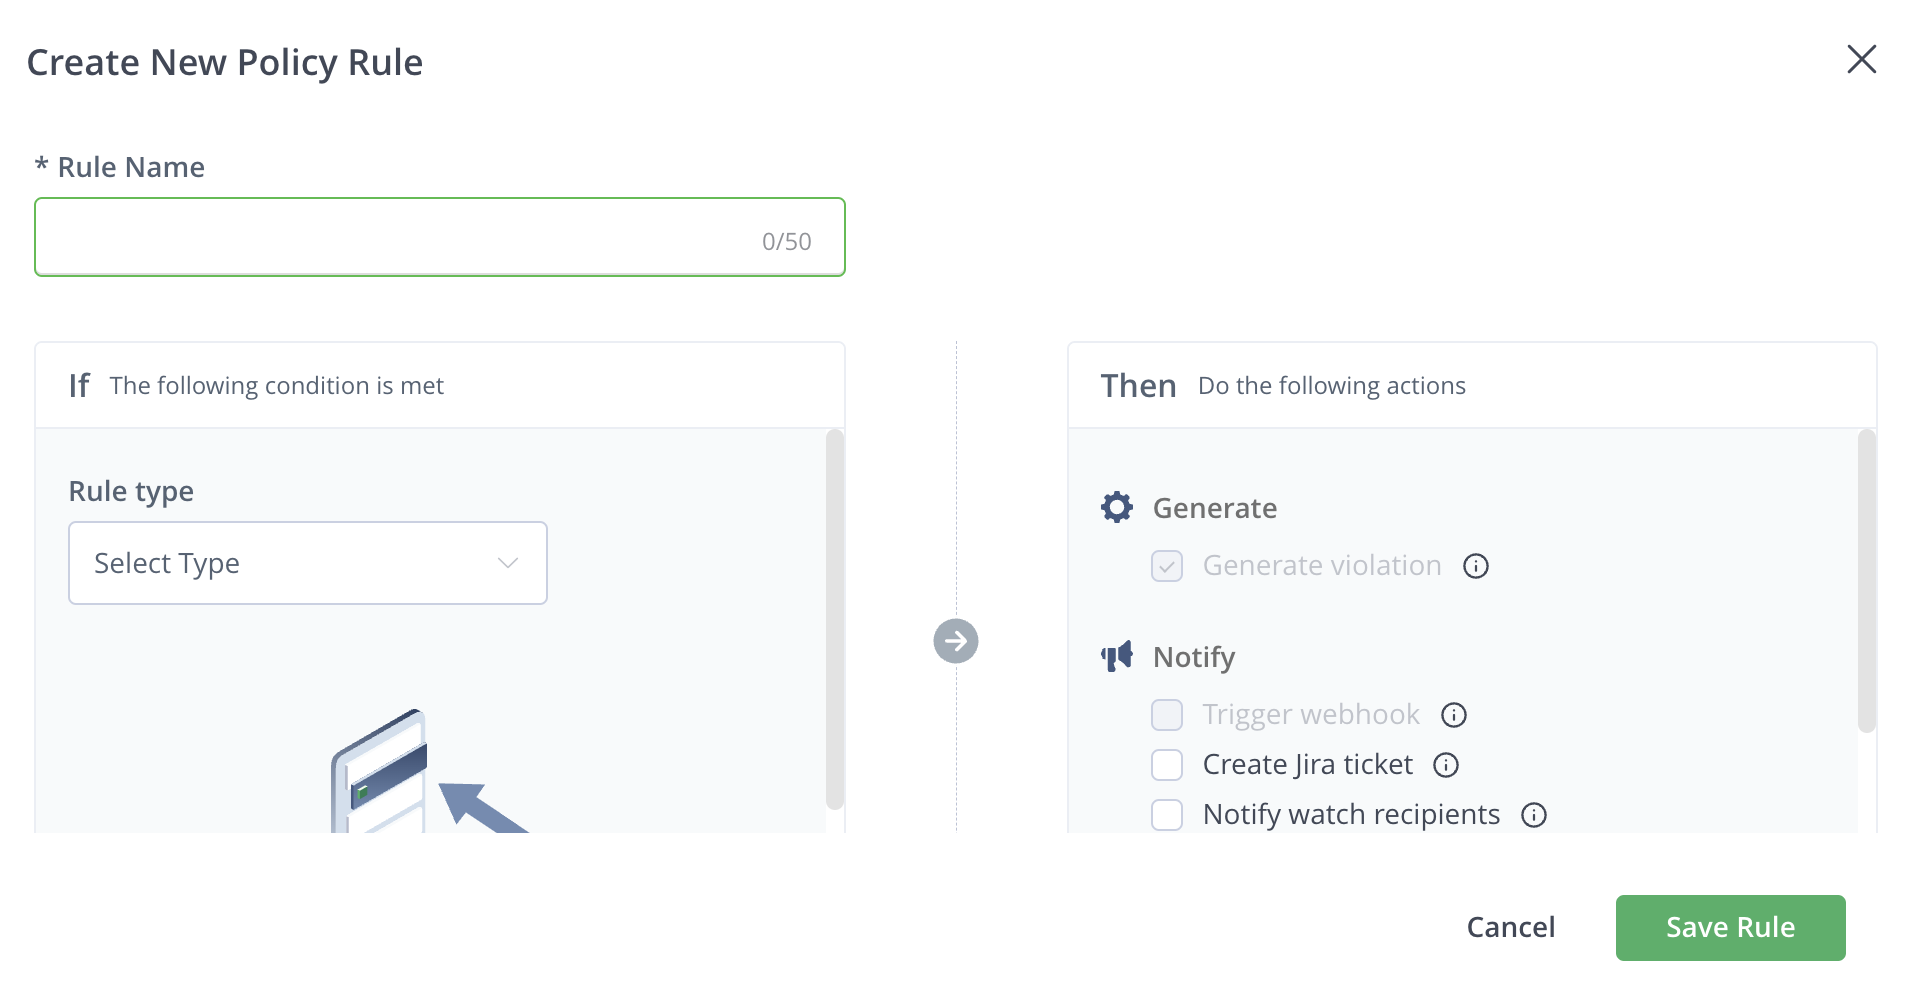 Create New Policy Rule
* Rule Name
0/50
If The following condition is met
Rule type
Select Type
Then Do the following actions
Generate
Generate violation
Notify
Trigger webhook
Create Jira ticket
Notify watch recipients
Cancel
Save Rule